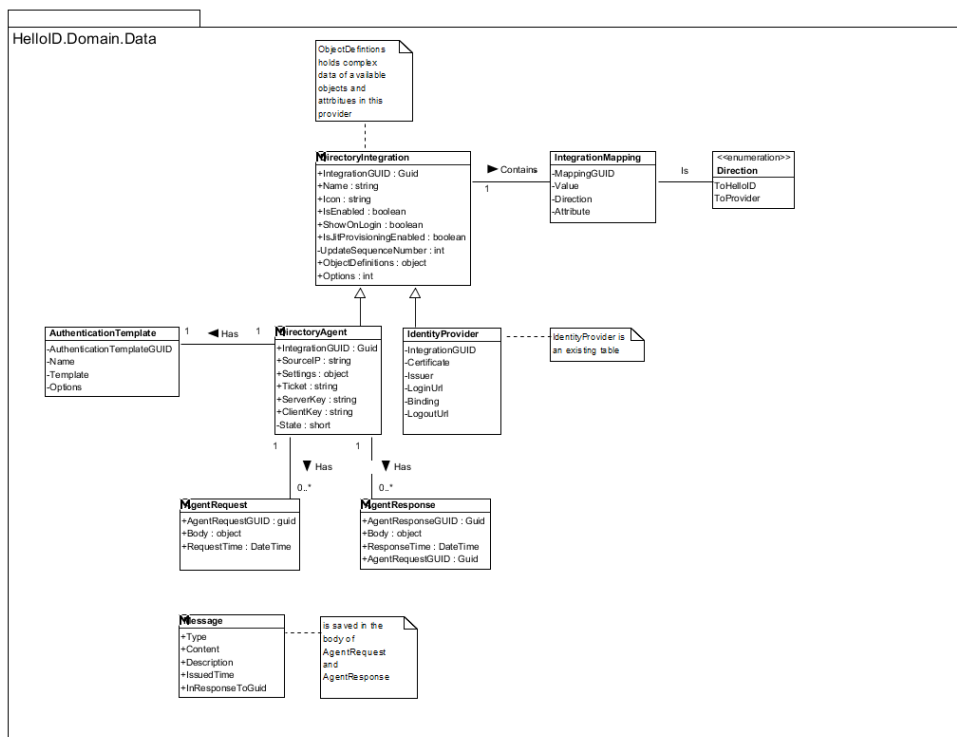 HelloID.Domain.Data
ObjectDefintions
holds complex
data of available
objects and
attrbitues in this
provider
DirectoryIntegration
+IntegrationGUID : Guid
+Name : string
+Icon : string
+IsEnabled : boolean
+ShowOnLogin : boolean
+IsJitProvisioningEnabled : boolean
-UpdateSequenceNumber : int
+ObjectDefinitions : object
+Options : int
Contains
1
IntegrationMapping
-MappingGUID
-Value
-Direction
-Attribute
Is
<<enumeration>>
Direction
ToHelloID
ToProvider
AuthenticationTemplate
-AuthenticationTemplateGUID
-Name
-Template
-Options
1
Has
1
DirectoryAgent
+IntegrationGUID : Guid
+SourceIP : string
+Settings : object
+Ticket : string
+ServerKey : string
+ClientKey : string
-State : short
IdentityProvider
-IntegrationGUID
-Certificate
-Issuer
-LoginUrl
-Binding
-LogoutUrl
IdentityProvider is
an existing table
1
Has
0..*
1
Has
0..*
AgentRequest
+AgentRequestGUID : guid
+Body : object
+RequestTime : DateTime
AgentResponse
+AgentResponseGUID : Guid
+Body : object
+ResponseTime : DateTime
+AgentRequestGUID : Guid
Message
+Type
+Content
+Description
+IssuedTime
+InResponseToGuid
is saved in the
body of
AgentRequest
and
AgentResponse